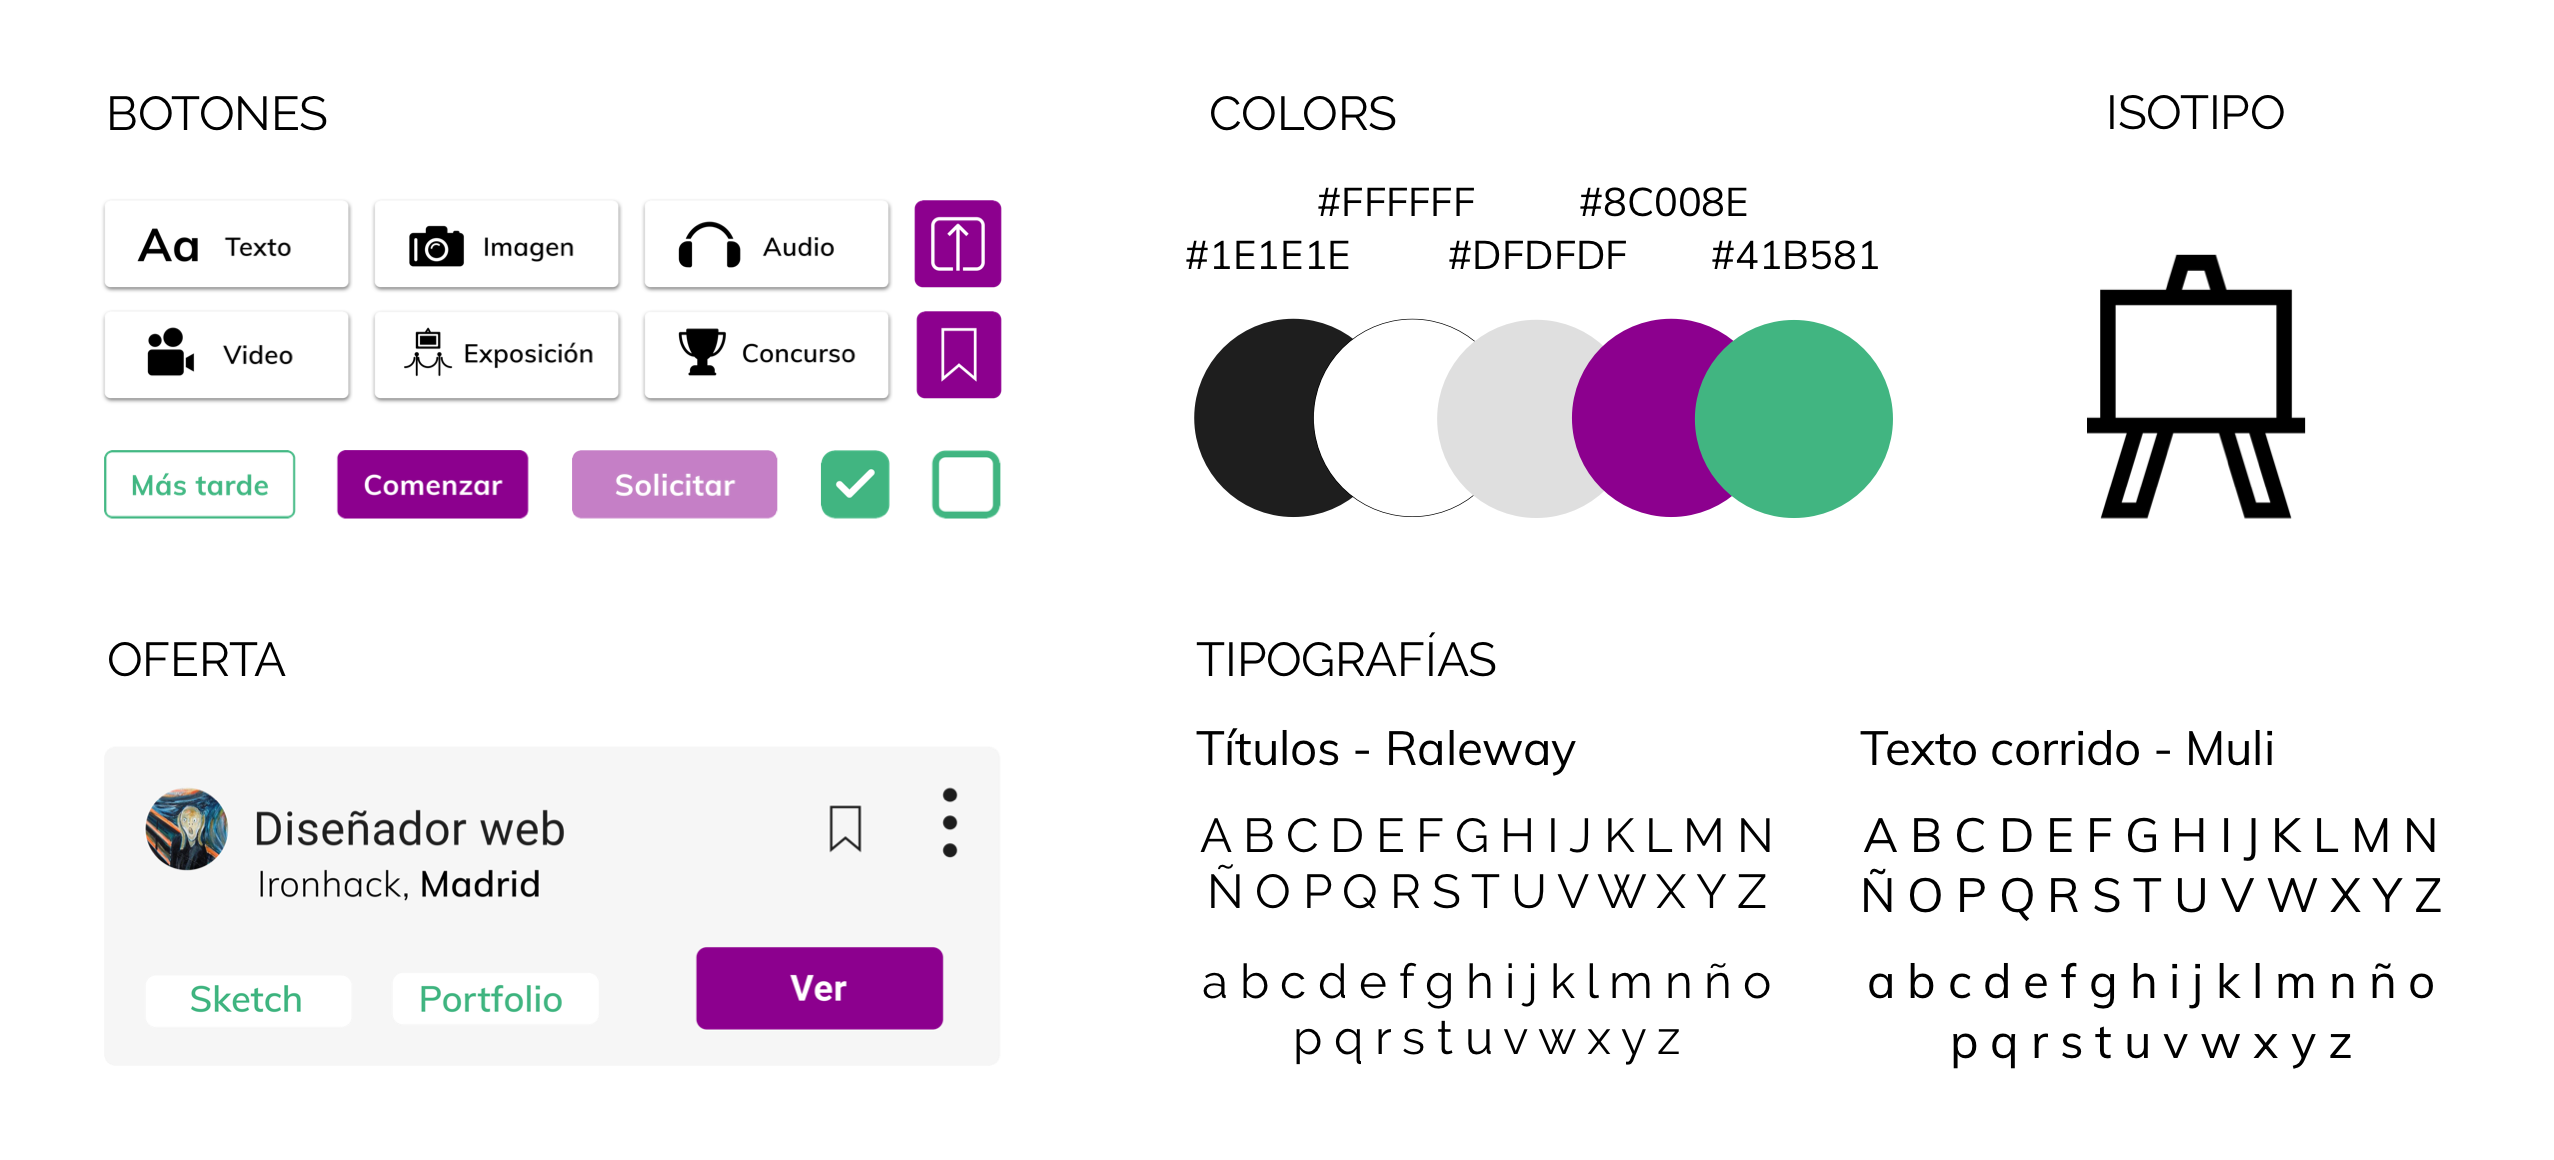 BOTONES
Aa Texto
Imagen
Audio
Video
Exposición
Concurso
Más tarde
Comenzar
Solicitar
COLORS
#FFFFFF #8C008E
#1E1E1E #DFDFDF #41B581
ISOTIPO
OFERTA
Diseñador web
Ironhack, Madrid
Sketch
Portfolio
Ver
TIPOGRAFÍAS
Títulos - Raleway
A B C D E F G H I J K L M N
Ñ O P Q R S T U V W X Y Z
a b c d e f g h i j k l m n ñ o
p q r s t u v w x y z
Texto corrido - Muli
A B C D E F G H I J K L M N
Ñ O P Q R S T U V W X Y Z
a b c d e f g h i j k l m n ñ o
p q r s t u v w x y z